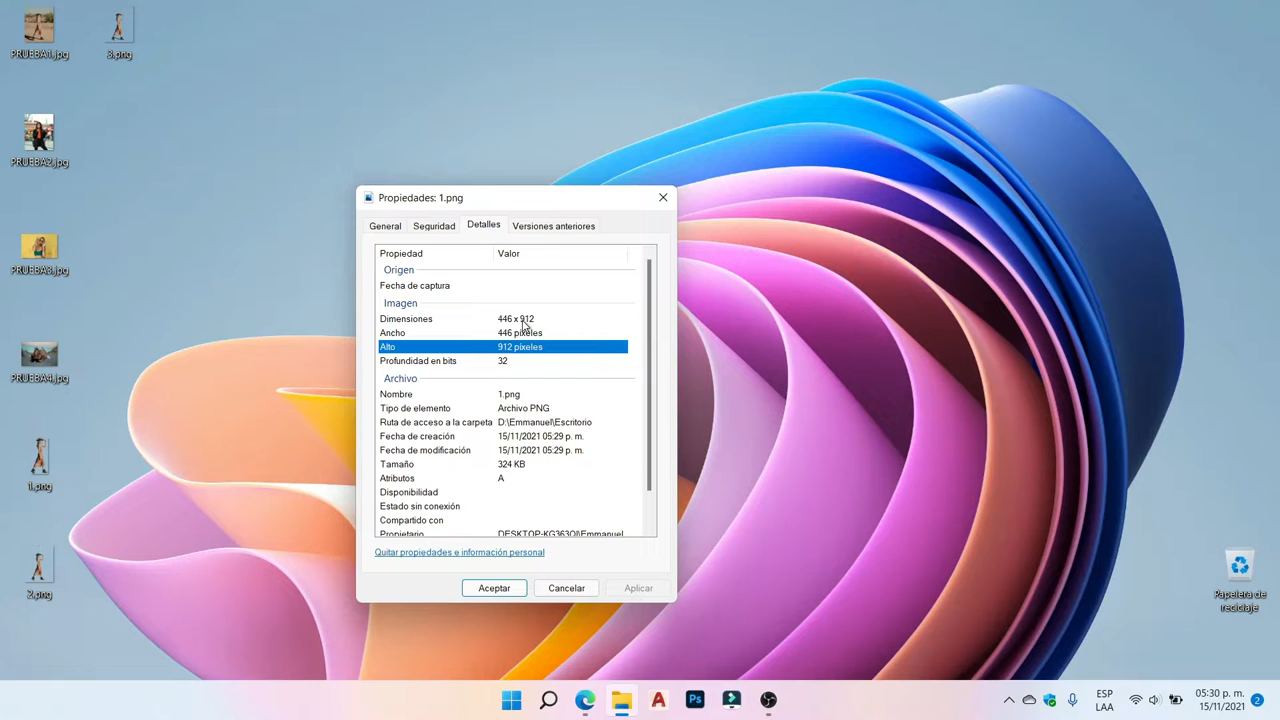 PRUEBA1.jpg
3.png
PRUEBA2.jpg
PRUEBA3.jpg
PRUEBA4.jpg
1.png
2.png
Propiedades: 1.png
General Seguridad Detalles Versiones anteriores
Propiedad Valor
Origen
Fecha de captura
Imagen
Dimensiones 446 x 912
Ancho 446 píxeles
Alto 912 píxeles
Profundidad en bits 32
Archivo
Nombre 1.png
Tipo de elemento Archivo PNG
Ruta de acceso a la carpeta D:\Emmanuel\Escritorio
Fecha de creación 15/11/2021 05:29 p. m.
Fecha de modificación 15/11/2021 05:29 p. m.
Tamaño 324 KB
Atributos A
Disponibilidad
Estado sin conexión
Compartido con
Propietario DESKTOP-KG363QI\Emmanuel
Quitar propiedades e información personal
Aceptar Cancelar Aplicar
Papelera de
reciclaje
A Ps
ESP
LAA
05:30 p. m.
15/11/2021
2